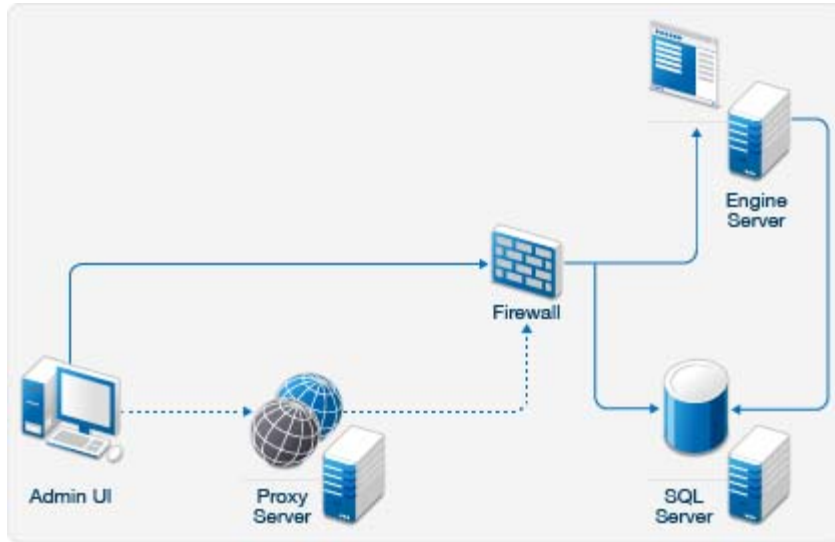 Engine
Server
Firewall
Admin UI
Proxy
Server
SQL
Server